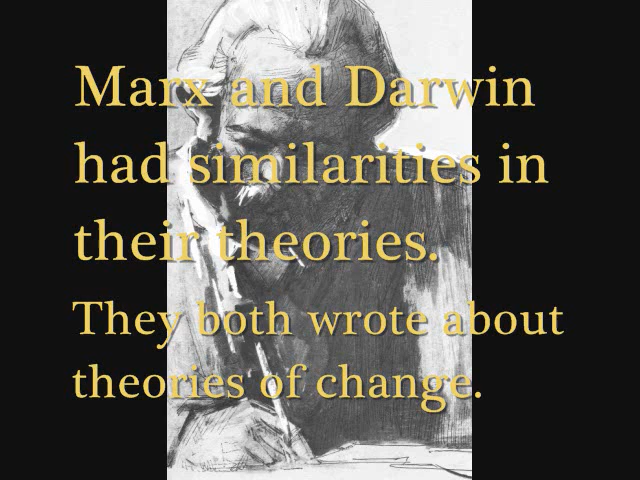 Marx and Darwin
had similarities in
their theories.
They both wrote about
theories of change.